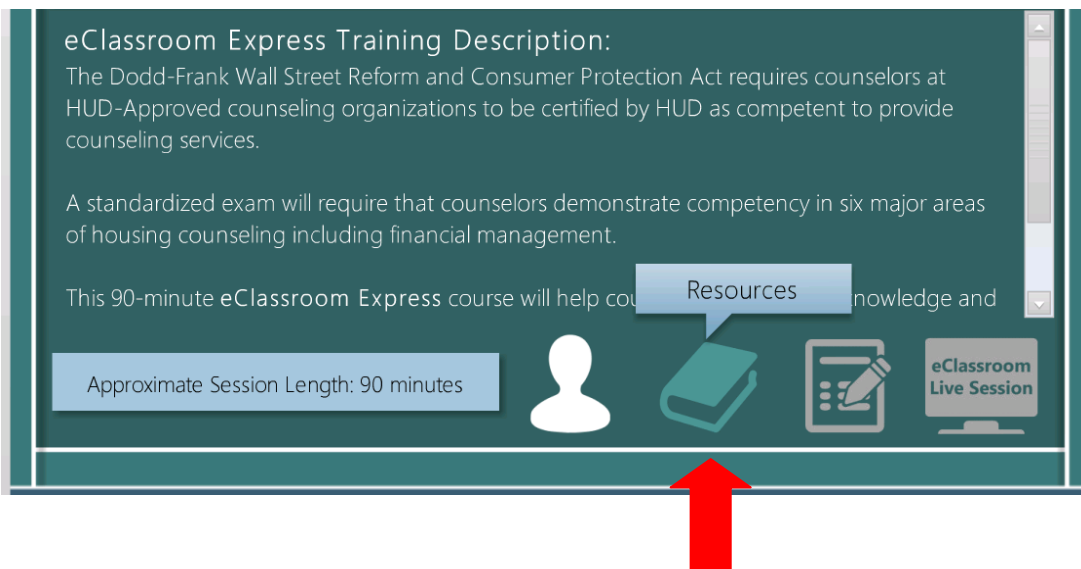 eClassroom Express Training Description:
The Dodd-Frank Wall Street Reform and Consumer Protection Act requires counselors at
HUD-Approved counseling organizations to be certified by HUD as competent to provide
counseling services.
A standardized exam will require that counselors demonstrate competency in six major areas
of housing counseling including financial management.
This 90-minute eClassroom Express course will help and
Resources
Approximate Session Length: 90 minutes
eClassroom
Live Session